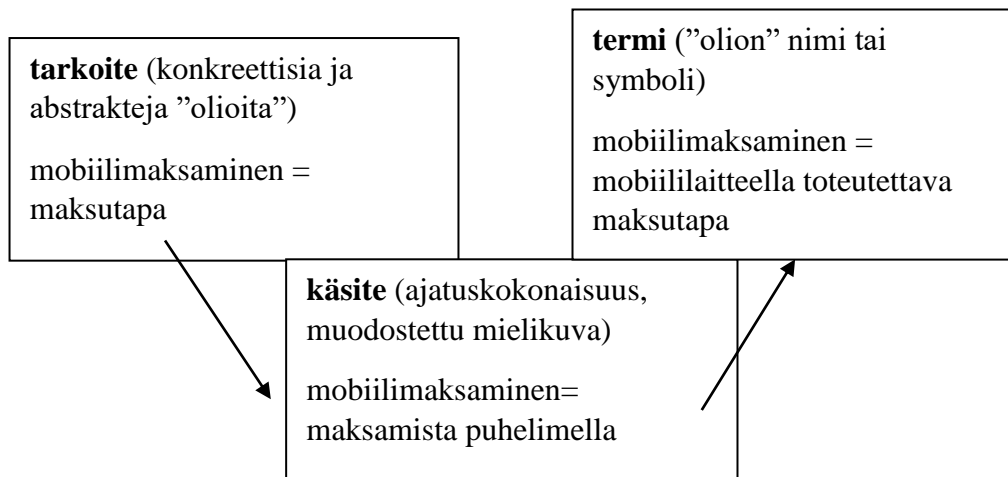 tarkoite (konkreettisia ja
abstrakteja ”olioita”)
mobiilimaksaminen =
maksutapa
termi (”olion” nimi tai
symboli)
mobiilimaksaminen =
mobiililaitteella toteutettava
maksutapa
käsite (ajatuskokonaisuus,
muodostettu mielikuva)
mobiilimaksaminen=
maksamista puhelimella